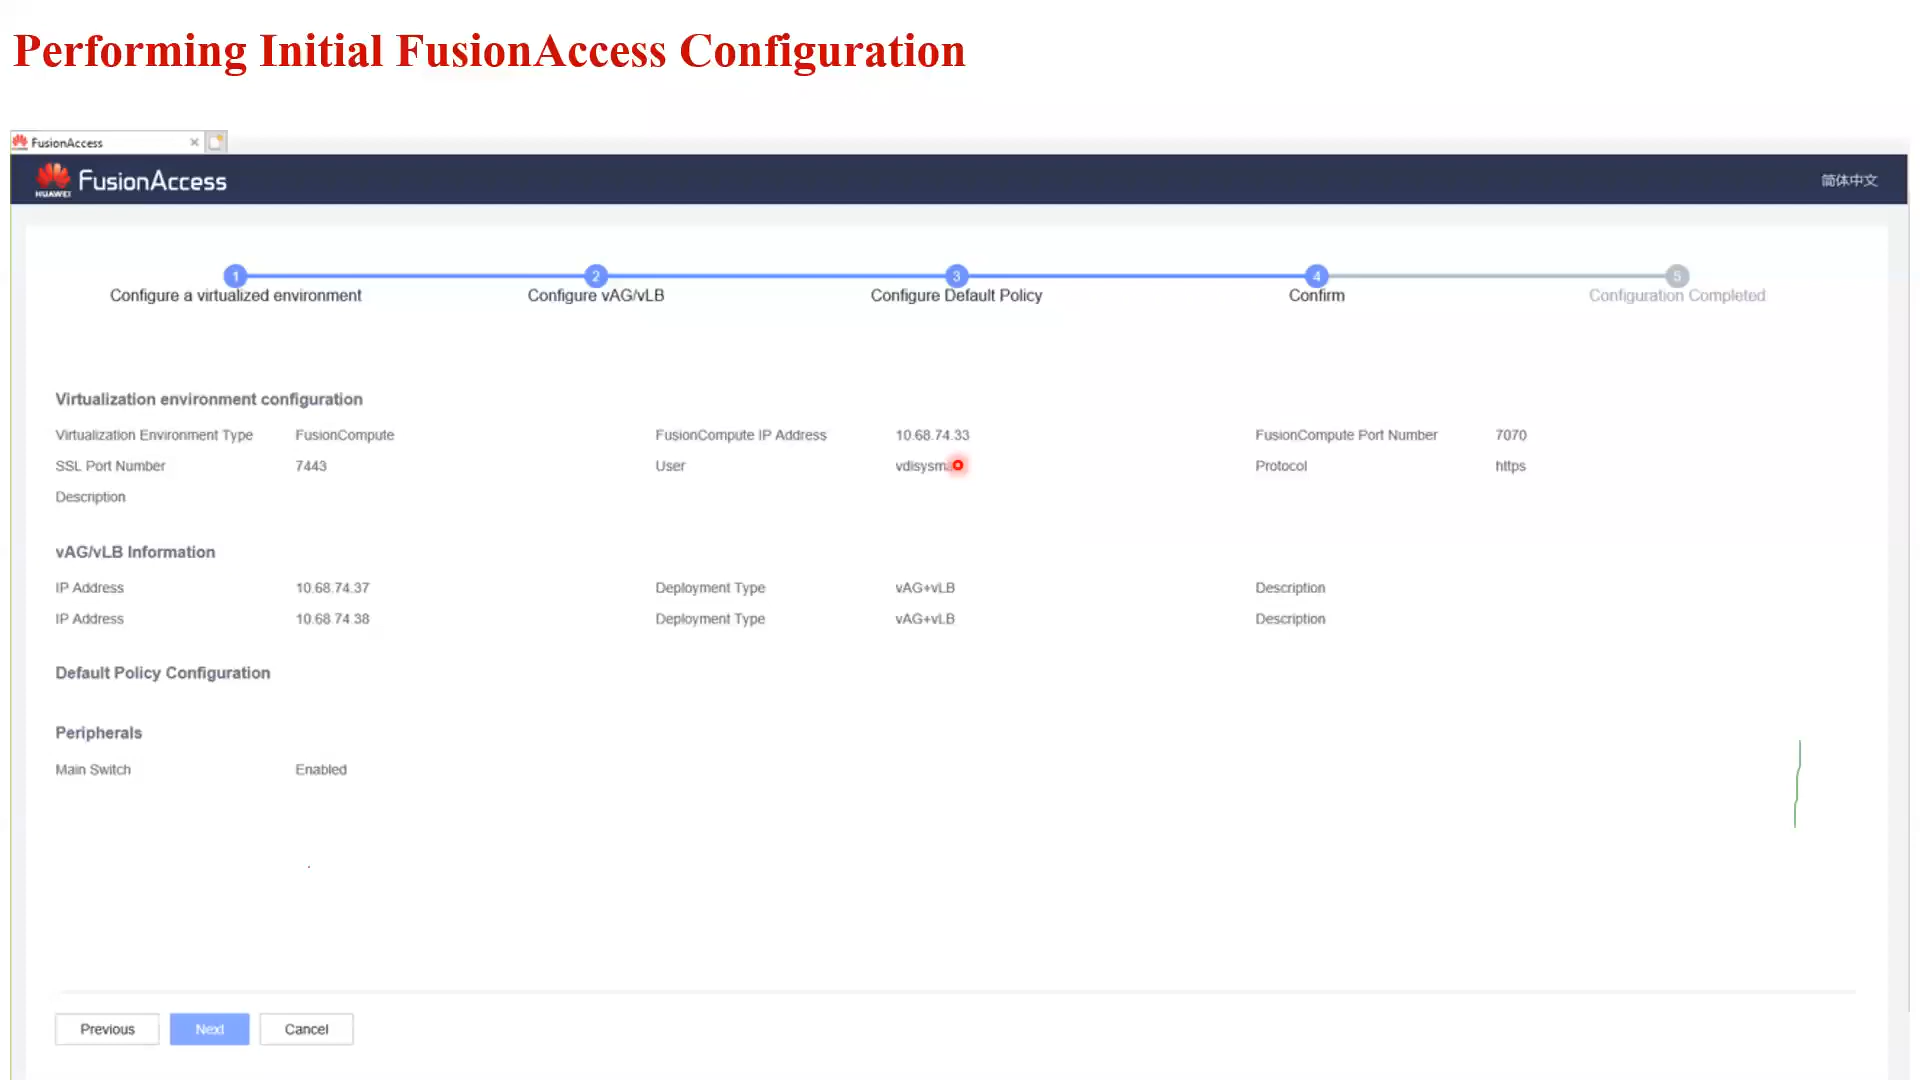 Performing Initial FusionAccess Configuration
FusionAccess
HUAWEI FusionAccess 简体中文
1 2 3 4 5
Configure a virtualized environment Configure vAG/vLB Configure Default Policy Confirm Configuration Completed
Virtualization environment configuration
Virtualization Environment Type FusionCompute FusionCompute IP Address 10.68.74.33 FusionCompute Port Number 7070
SSL Port Number 7443 User Protocol https
Description
vAG/vLB Information
IP Address 10.68.74.37 Deployment Type vAG+vLB Description
IP Address 10.68.74.38 Deployment Type vAG+vLB Description
Default Policy Configuration
Peripherals
Main Switch Enabled
Previous Next Cancel